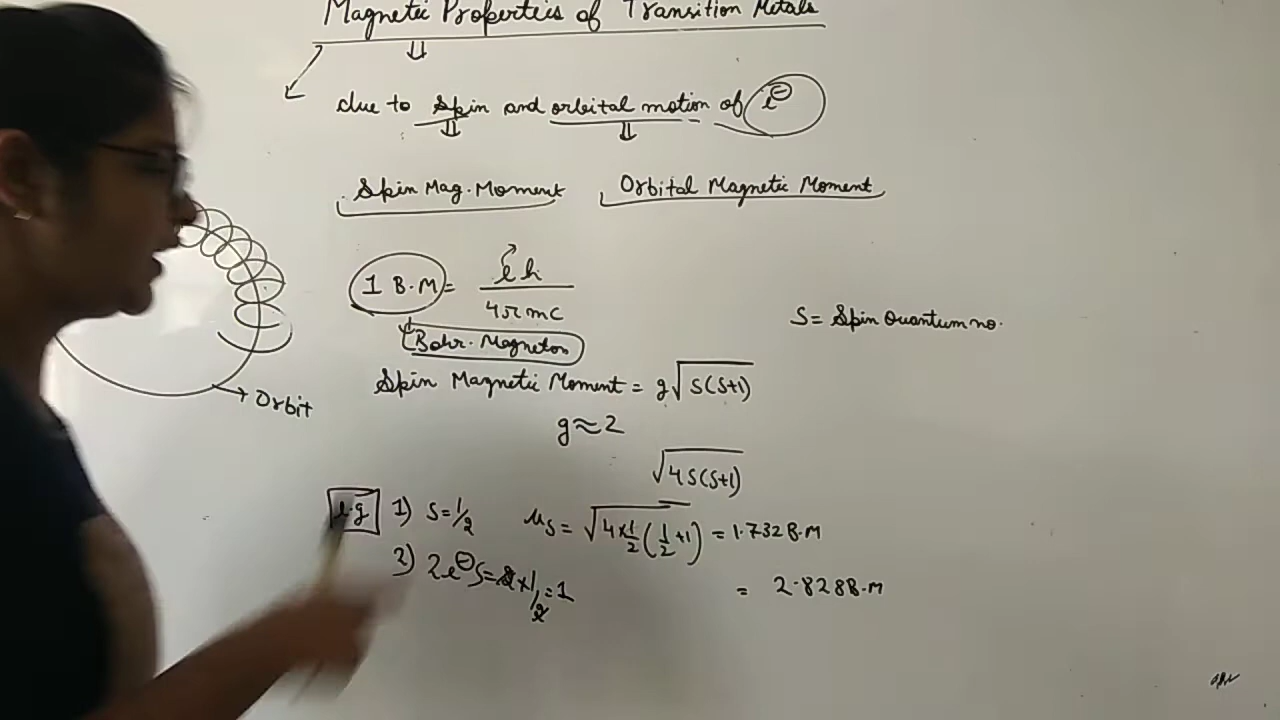 Magnetic Properties of Transition Metals
due to spin and orbital motion of e⊖
Spin Mag. Moment Orbital Magnetic Moment
1 B.M = eh / 4πmc
Bohr. Magneton
S = Spin Quantum no.
Spin Magnetic Moment = g√S(S+1)
g ≈ 2
√4S(S+1)
Orbit
e.g 1) S = 1/2 μs = √4×1/2(1/2+1) = 1.732 B.M
2) 2e⊖ S = 2×1/2 = 1 = 2.828 B.M